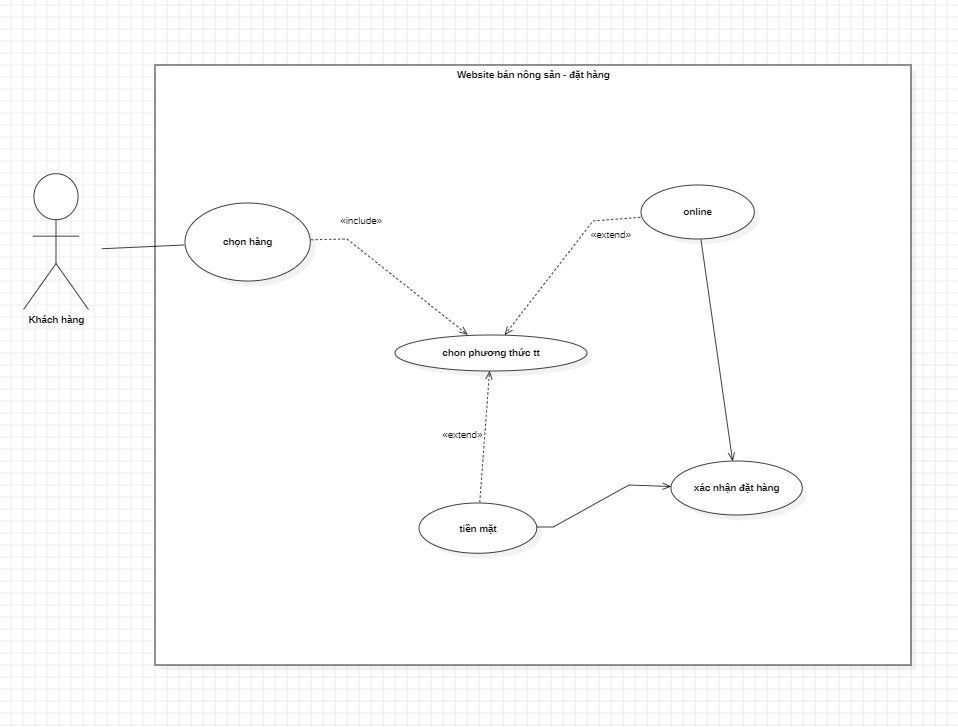 Website bán nông sản - đặt hàng
Khách hàng
chọn hàng
«include»
online
«extend»
chon phương thức tt
«extend»
tiền mặt
xác nhận đặt hàng